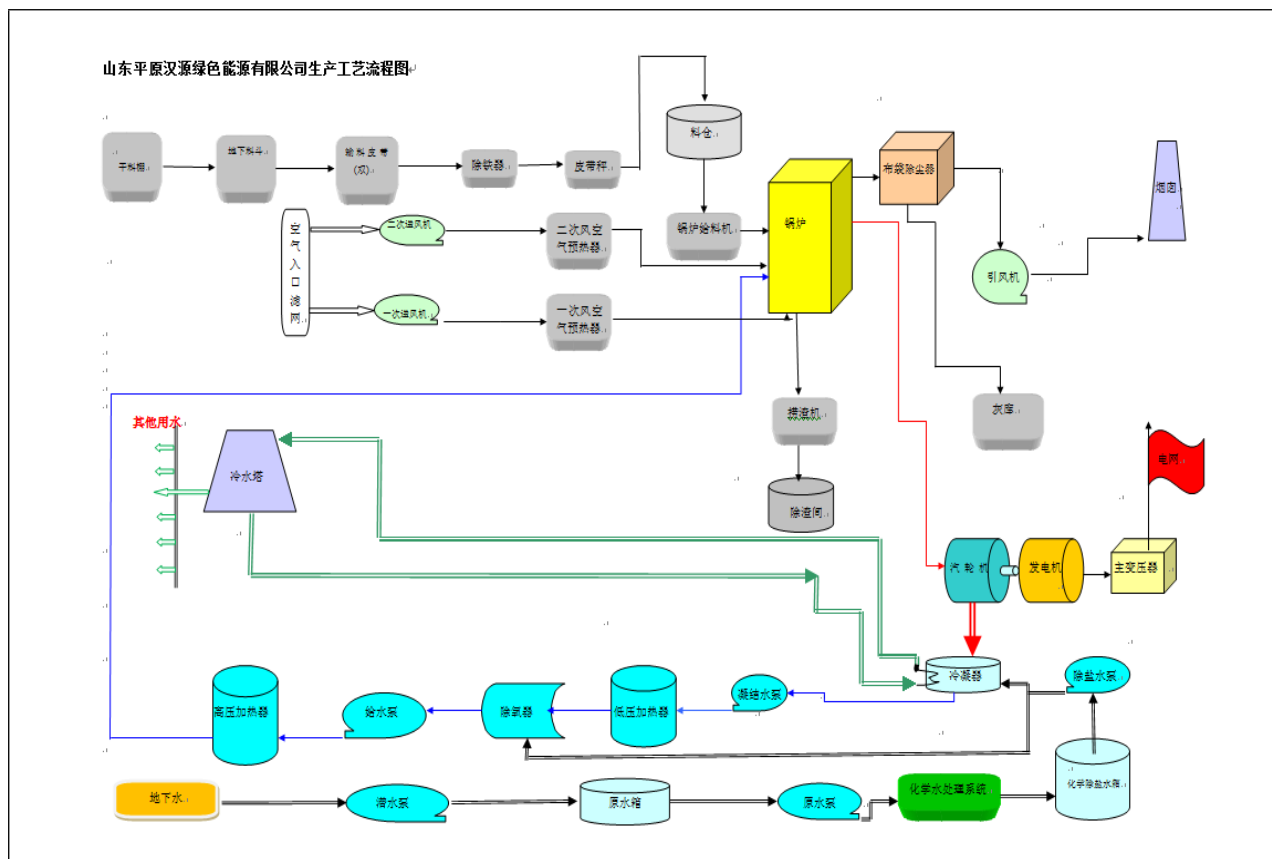 山东平原汉源绿色能源有限公司生产工艺流程图
料仓
干料棚
地下料斗
输料皮带
(双)
除铁器
皮带秤
布袋除尘器
烟囱
空
气
入
口
滤
网
二次送风机
二次风空
气预热器
锅炉给料机
锅炉
引风机
一次送风机
一次风空
气预热器
捞渣机
灰库
其他用水
冷水塔
电网
除渣间
汽轮机
发电机
主变压器
冷凝器
除盐水泵
高压加热器
给水泵
除氧器
低压加热器
凝结水泵
化学除盐水箱
地下水
潜水泵
原水箱
原水泵
化学水处理系统